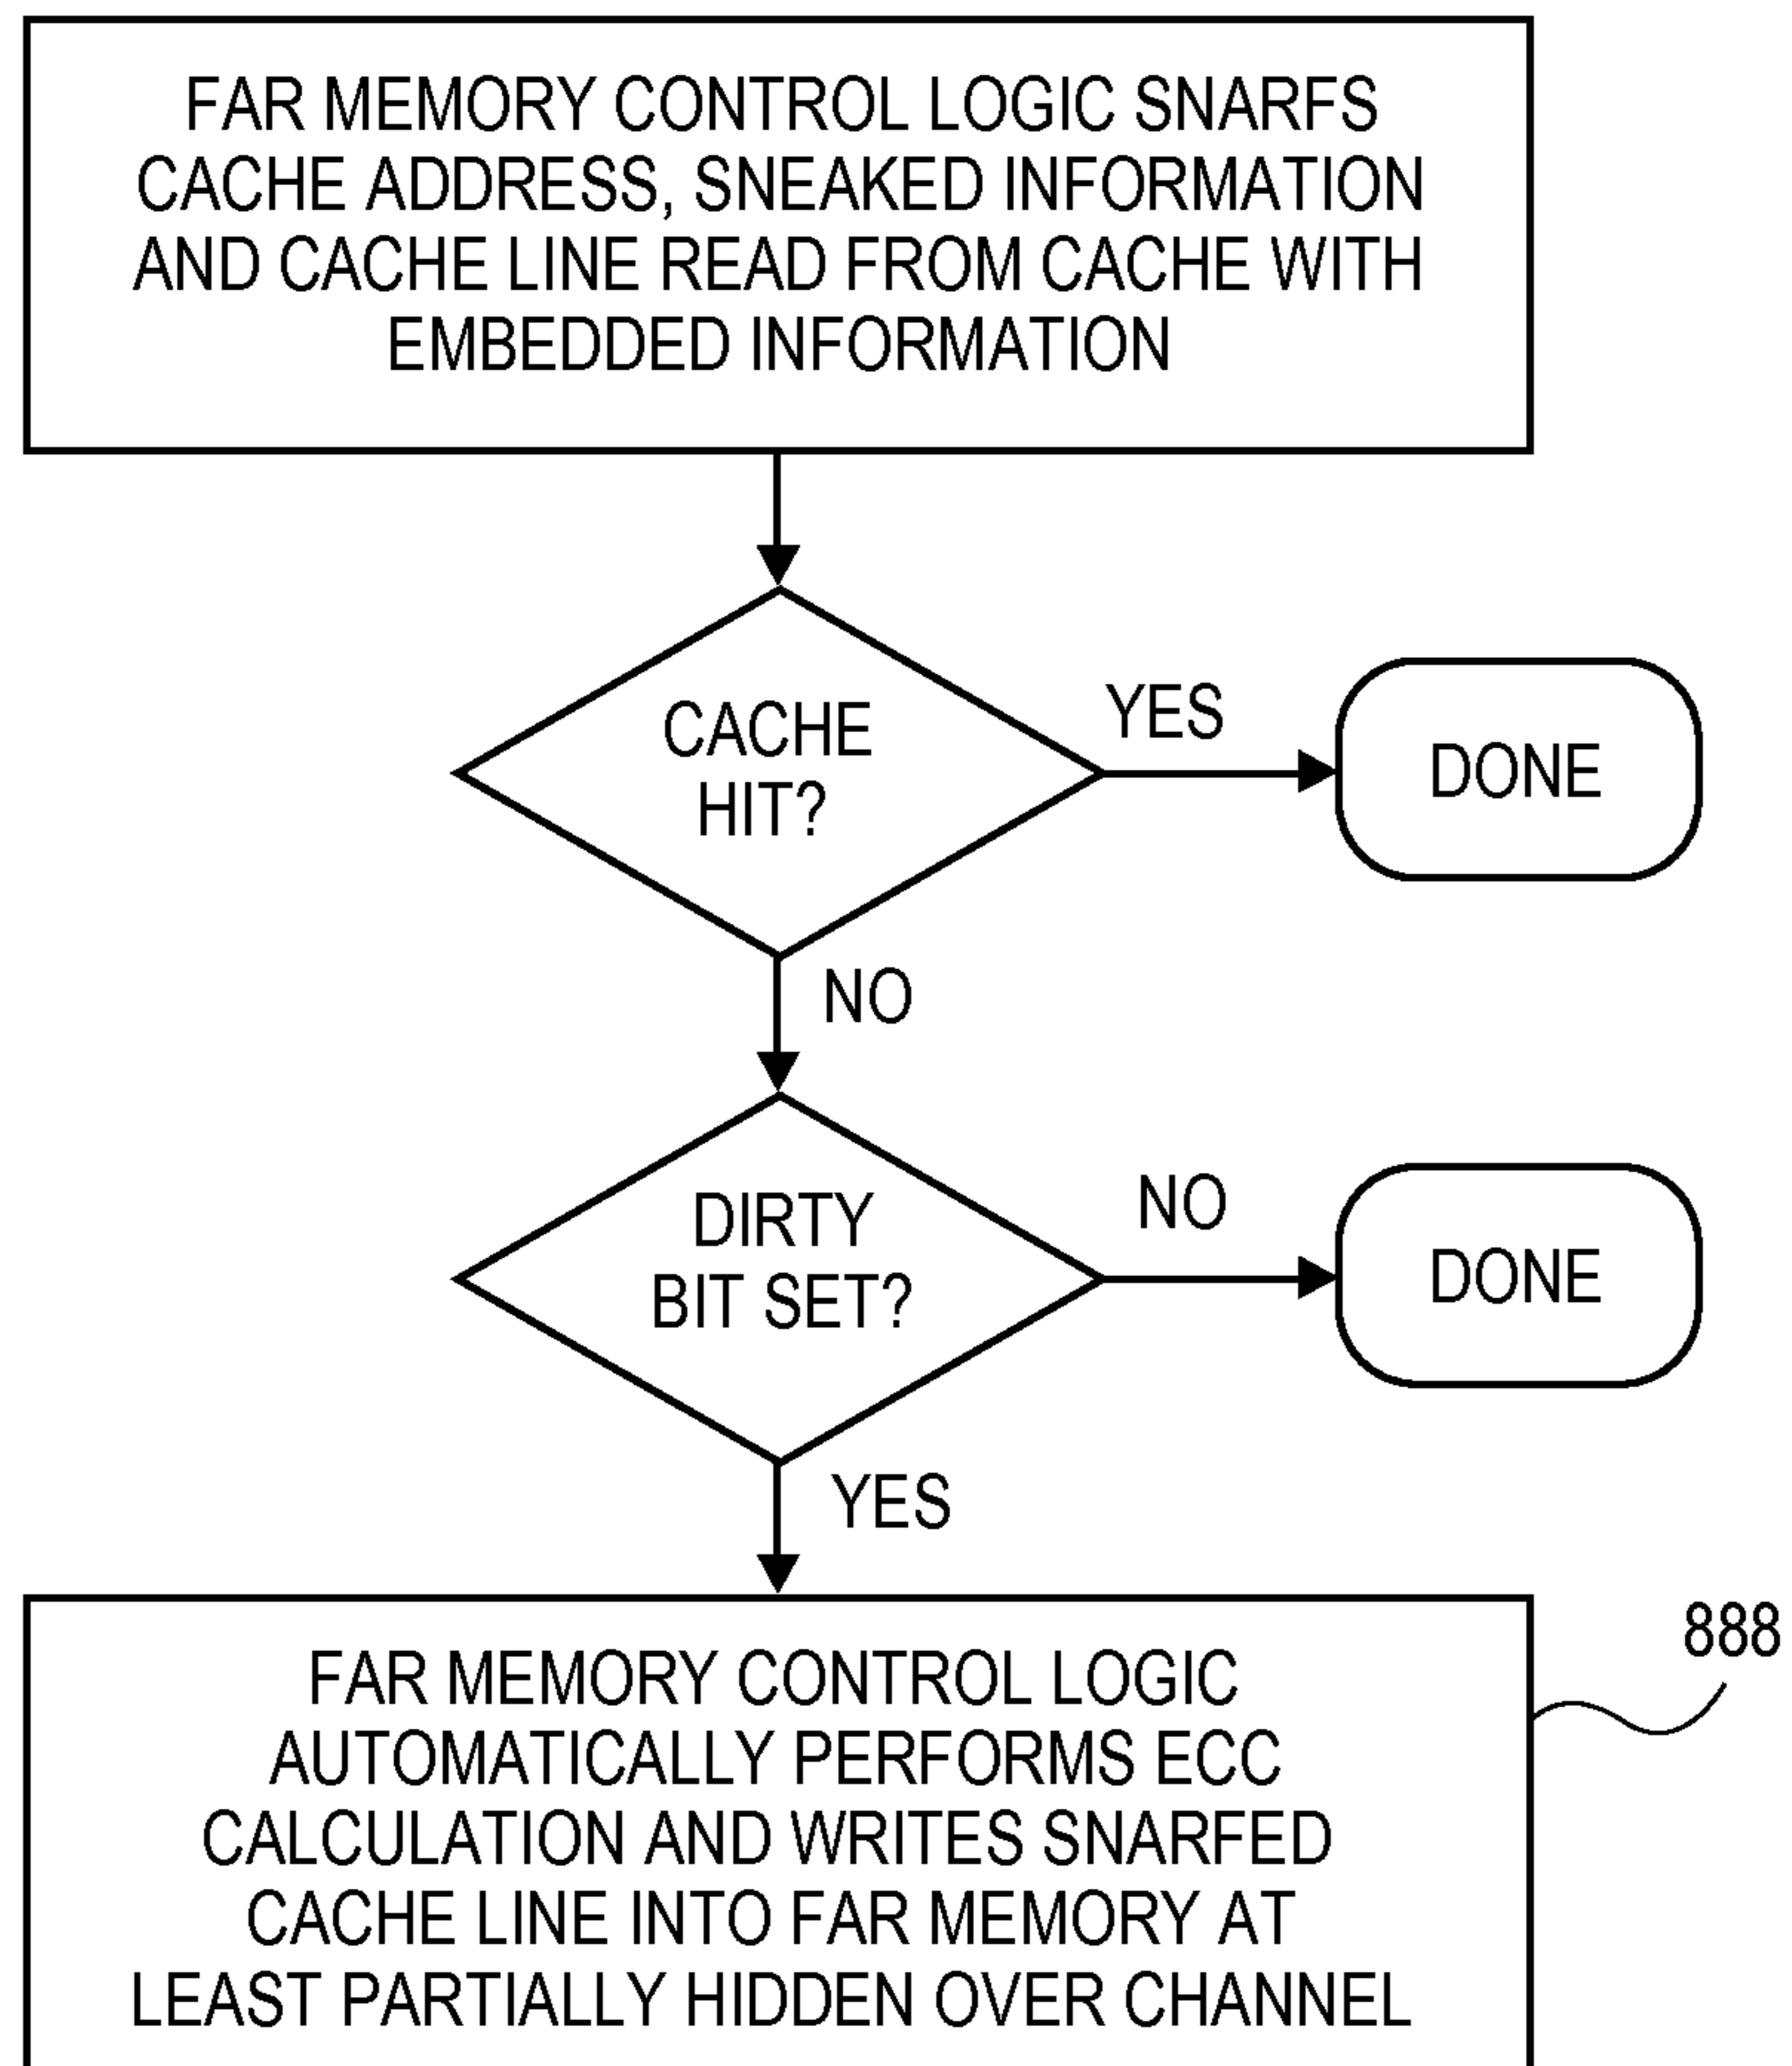 FAR MEMORY CONTROL LOGIC SNARFS
CACHE ADDRESS, SNEAKED INFORMATION
AND CACHE LINE READ FROM CACHE WITH
EMBEDDED INFORMATION
CACHE
HIT?
YES
DONE
NO
DIRTY
BIT SET?
NO
DONE
YES
888
FAR MEMORY CONTROL LOGIC
AUTOMATICALLY PERFORMS ECC
CALCULATION AND WRITES SNARFED
CACHE LINE INTO FAR MEMORY AT
LEAST PARTIALLY HIDDEN OVER CHANNEL